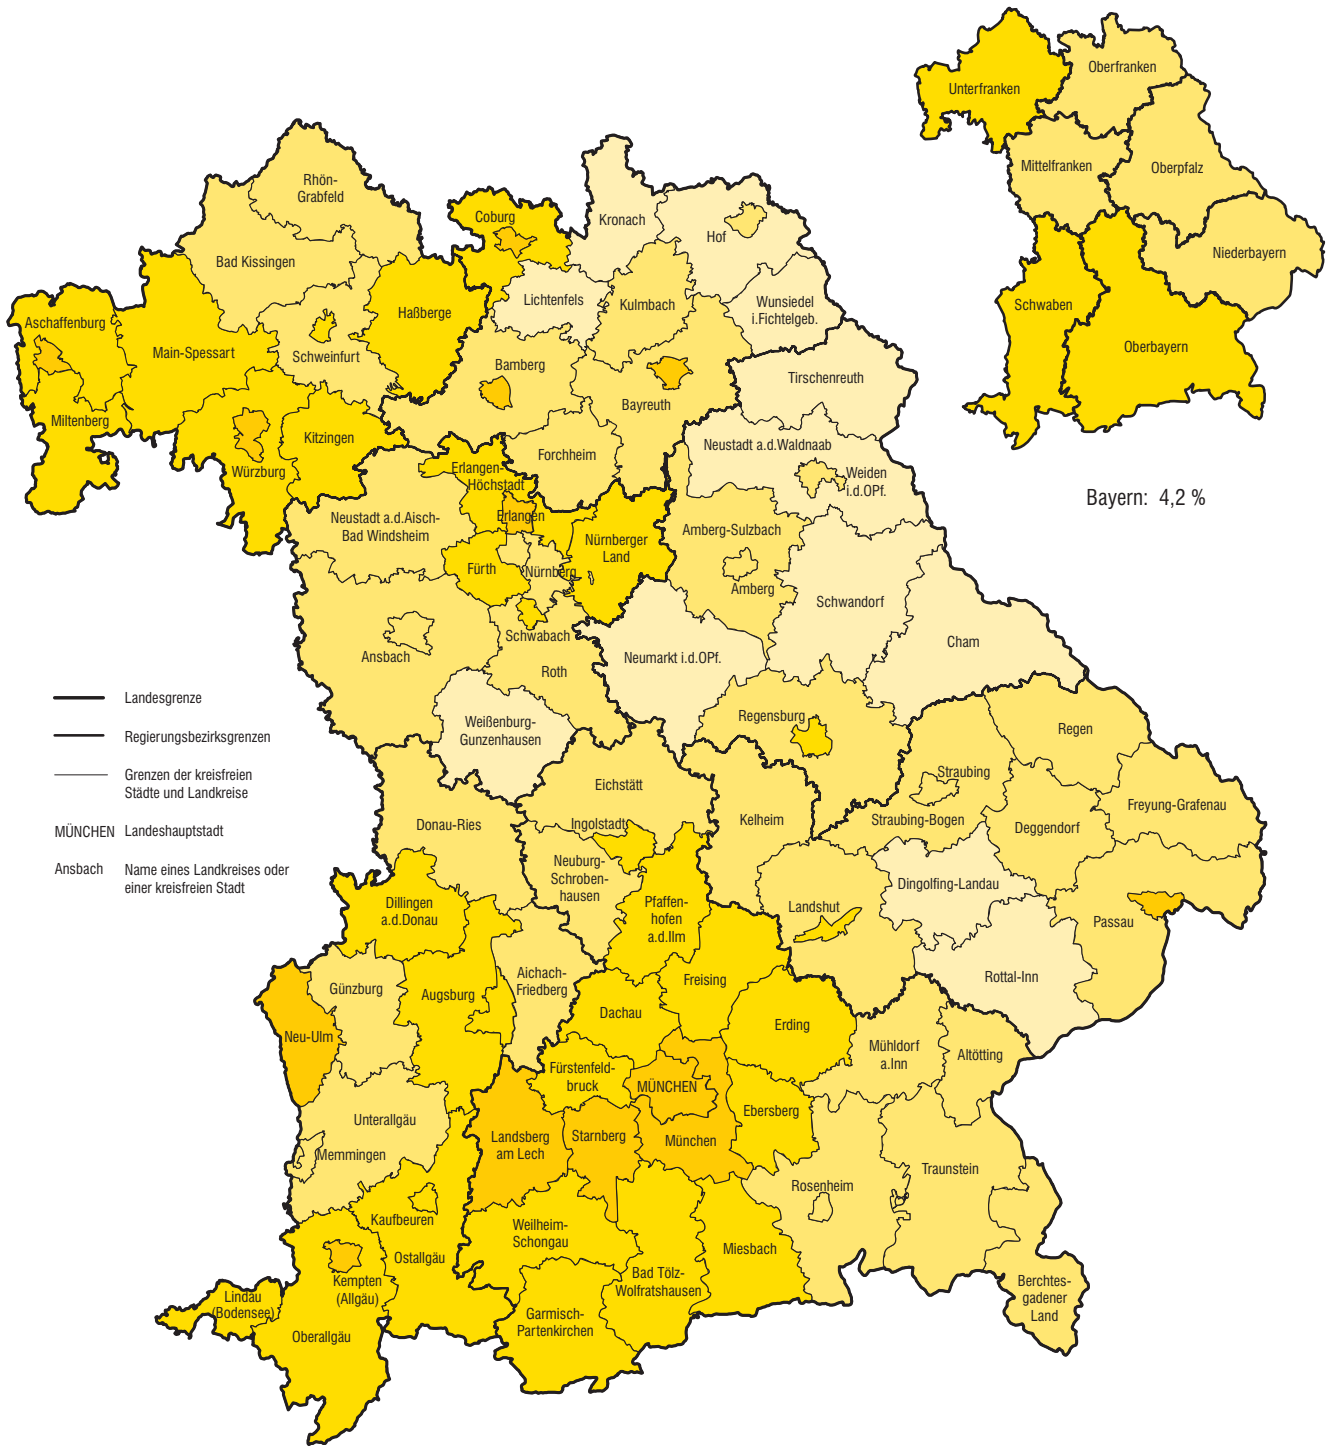 Unterfranken
Oberfranken
Mittelfranken
Oberpfalz
Niederbayern
Schwaben
Oberbayern
Bayern: 4,2 %
Rhön-
Grabfeld
Coburg
Kronach
Hof
Bad Kissingen
Lichtenfels
Kulmbach
Wunsiedel
i.Fichtelgeb.
Aschaffenburg
Haßberge
Main-Spessart
Schweinfurt
Bamberg
Tirschenreuth
Bayreuth
Miltenberg
Kitzingen
Würzburg
Forchheim
Neustadt a.d.Waldnaab
Weiden
i.d.OPf.
Erlangen-
Höchstadt
Erlangen
Neustadt a.d.Aisch-
Bad Windsheim
Nürnberger
Land
Amberg-Sulzbach
Amberg
Fürth
Nürnberg
Schwandorf
Schwabach
Cham
Ansbach
Roth
Neumarkt i.d.OPf.
Landesgrenze
Regierungsbezirksgrenzen
Grenzen der kreisfreien
Städte und Landkreise
MÜNCHEN
Landeshauptstadt
Ansbach
Name eines Landkreises oder
einer kreisfreien Stadt
Weißenburg-
Gunzenhausen
Regensburg
Regen
Straubing
Eichstätt
Freyung-Grafenau
Donau-Ries
Ingolstadt
Kelheim
Straubing-Bogen
Deggendorf
Neuburg-
Schroben-
hausen
Dingolfing-Landau
Dillingen
a.d.Donau
Pfaffen-
hofen
a.d.Ilm
Landshut
Passau
Aichach-
Friedberg
Rottal-Inn
Günzburg
Augsburg
Freising
Neu-Ulm
Dachau
Erding
Mühldorf
a.Inn
Altötting
Fürstenfeld-
bruck
MÜNCHEN
Ebersberg
Unterallgäu
Landsberg
am Lech
Starnberg
München
Memmingen
Traunstein
Rosenheim
Kaufbeuren
Weilheim-
Schongau
Miesbach
Ostallgäu
Kempten
(Allgäu)
Bad Tölz-
Wolfratshausen
Berchtes-
gadener
Land
Lindau
(Bodensee)
Garmisch-
Partenkirchen
Oberallgäu